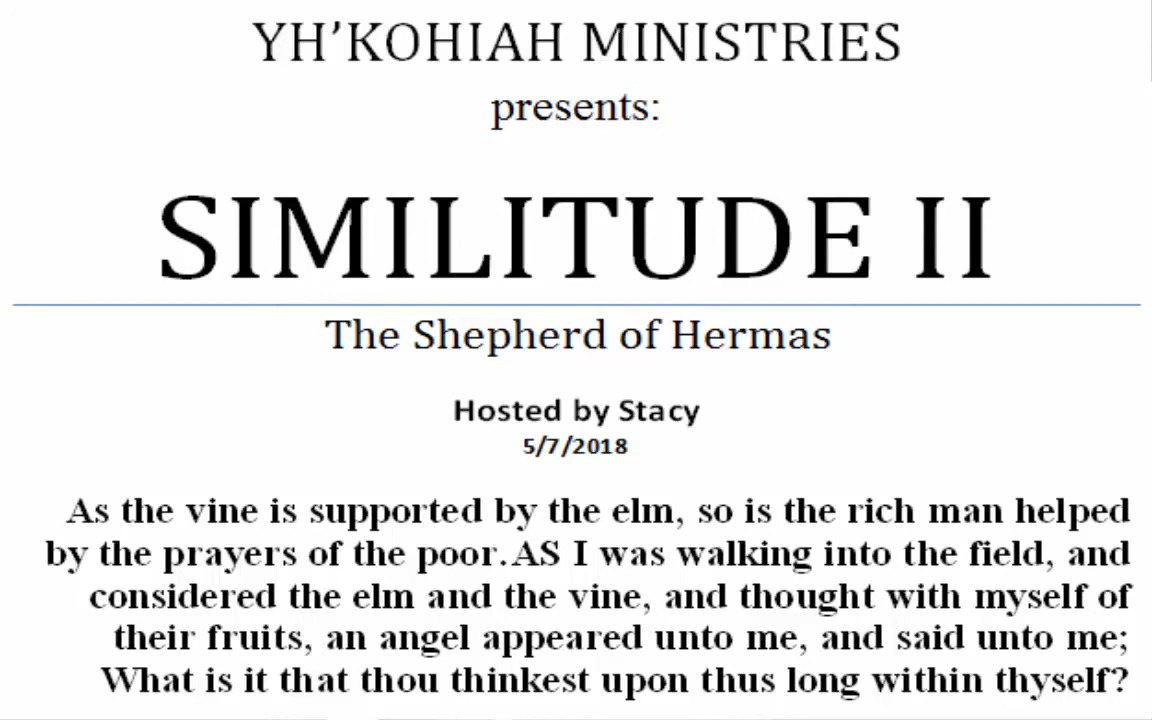 YH’KOHIAH MINISTRIES
presents:
SIMILITUDE II
The Shepherd of Hermas
Hosted by Stacy
5/7/2018
As the vine is supported by the elm, so is the rich man helped
by the prayers of the poor.AS I was walking into the field, and
considered the elm and the vine, and thought with myself of
their fruits, an angel appeared unto me, and said unto me;
What is it that thou thinkest upon thus long within thyself?